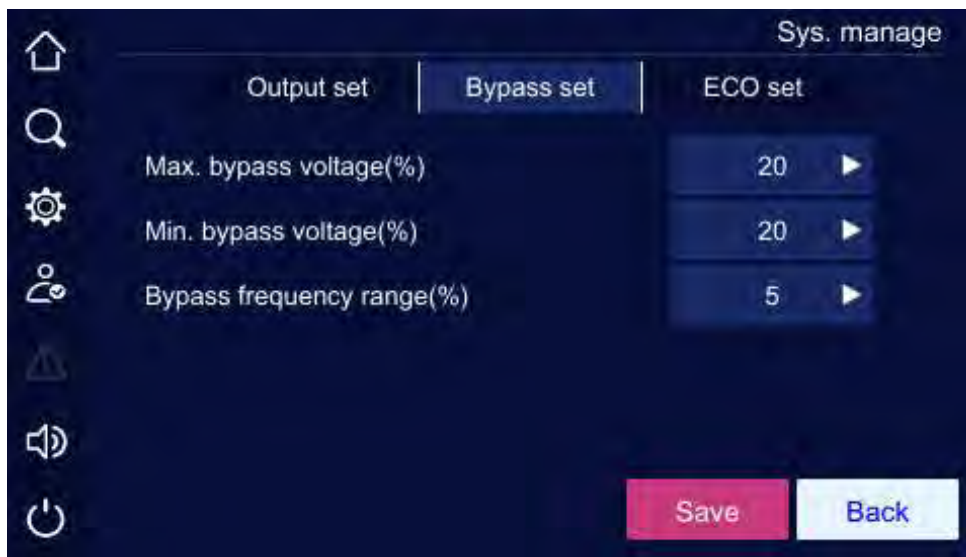 Sys. manage
Output set Bypass set ECO set
Max. bypass voltage(%) 20
Min. bypass voltage(%) 20
Bypass frequency range(%) 5
Save Back